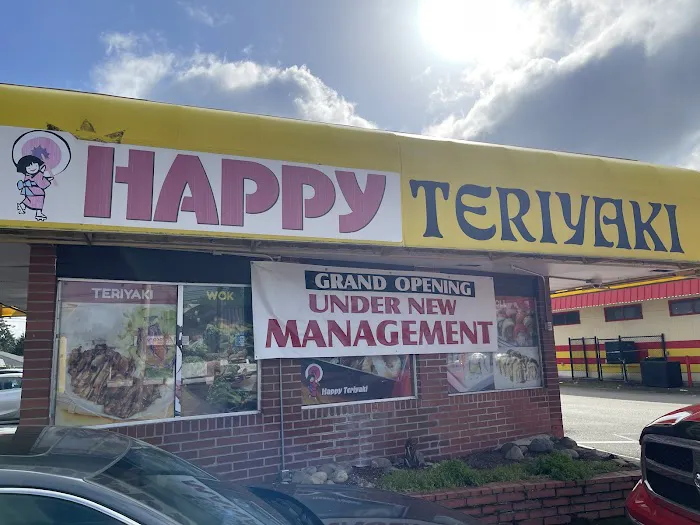 HAPPY TERIYAKI
GRAND OPENING
UNDER NEW
MANAGEMENT
TERIYAKI
WOK
Happy Teriyaki